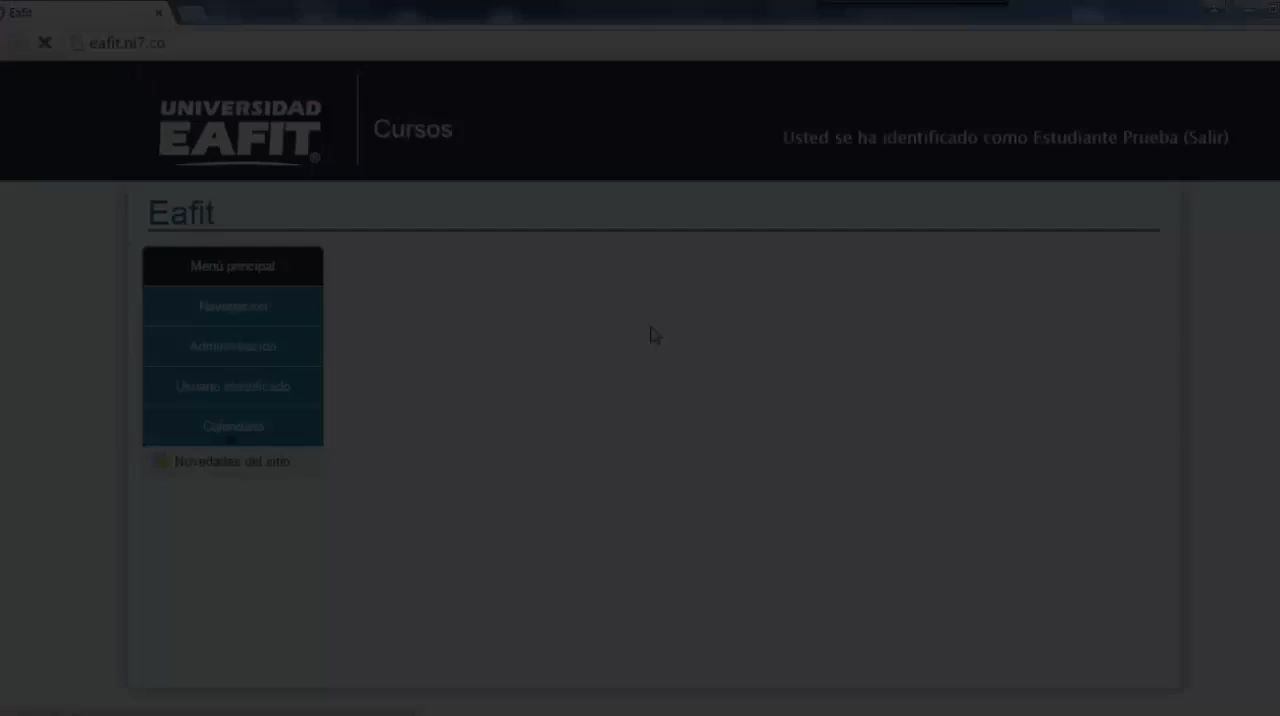 Eafit
eafit.ni7.co
UNIVERSIDAD
EAFIT®
Cursos
Usted se ha identificado como Estudiante Prueba (Salir)
Eafit
Menú principal
Navegación
Administración
Usuario identificado
Calendario
Novedades del sitio